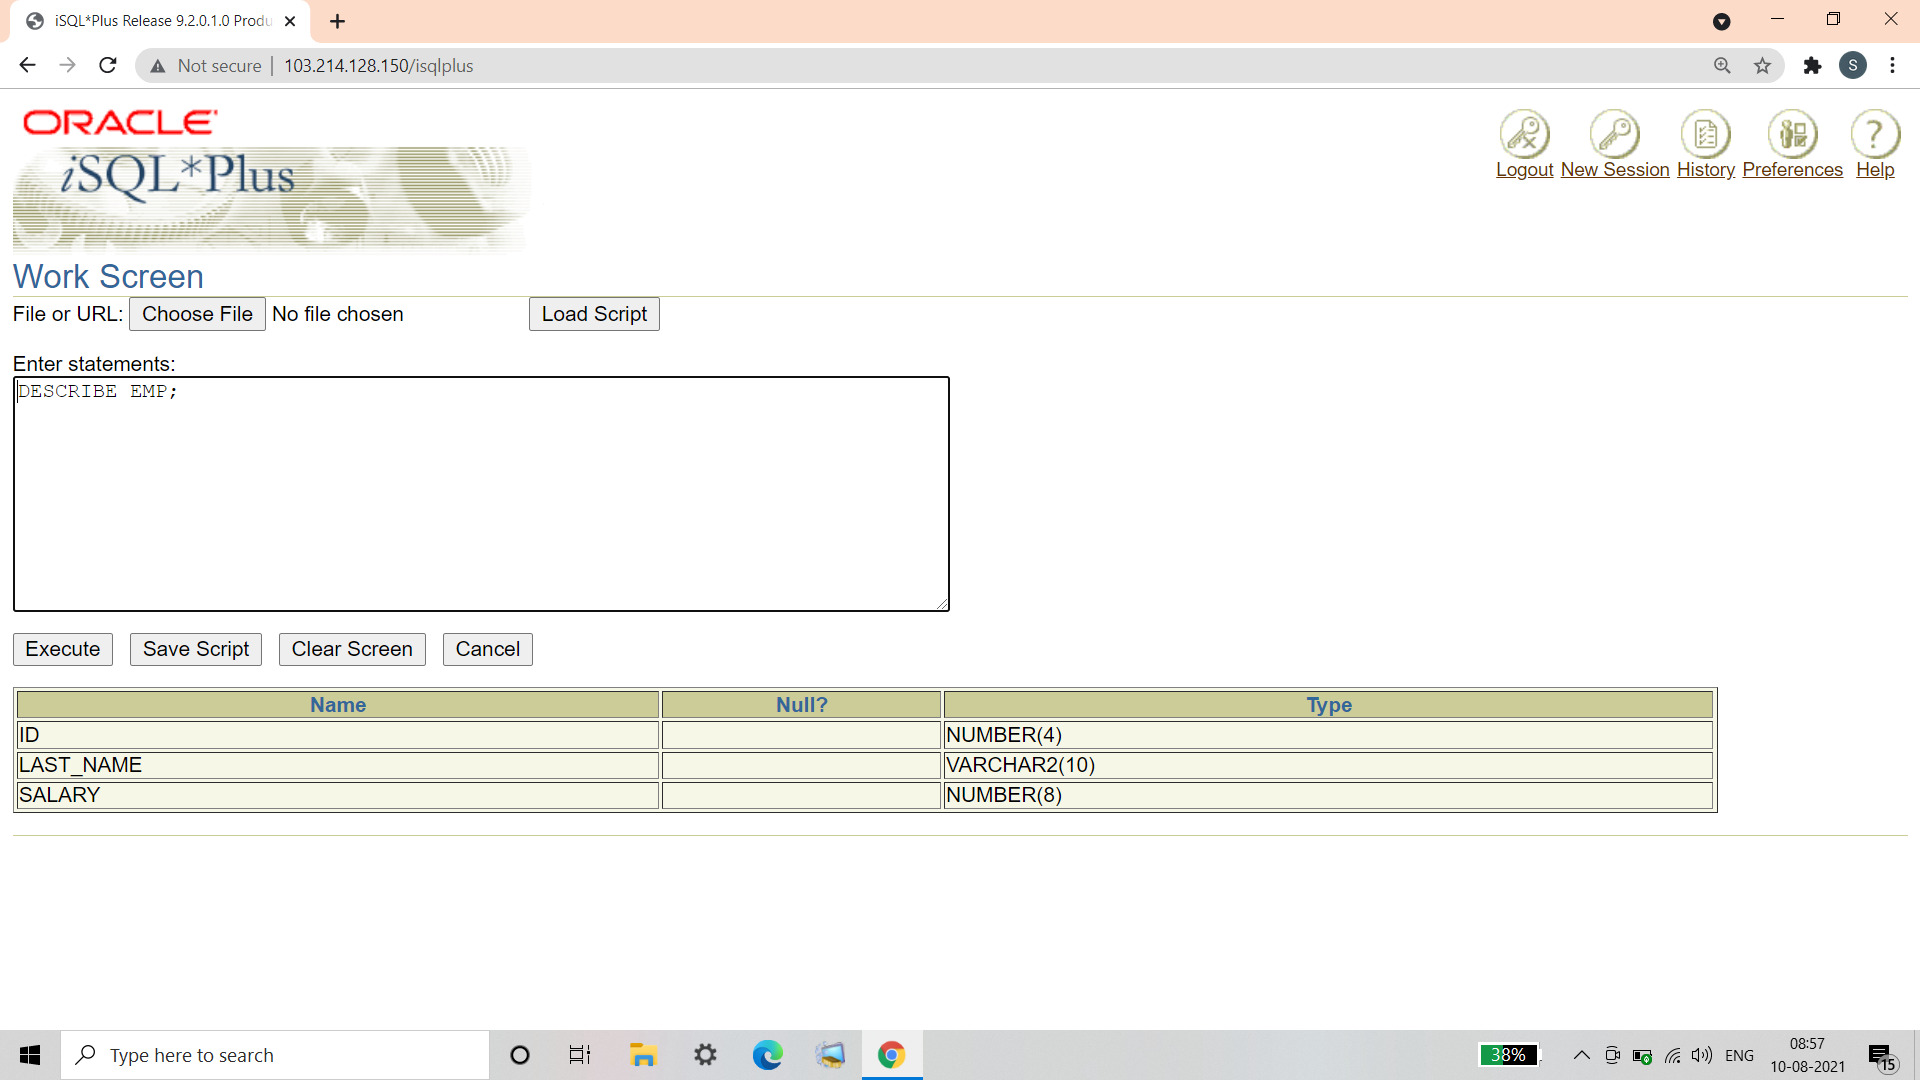 iSQL*Plus Release 9.2.0.1.0 Produ
Not secure | 103.214.128.150/isqlplus
S
ORACLE
iSQL*Plus
Logout New Session History Preferences Help
Work Screen
File or URL: Choose File No file chosen Load Script
Enter statements:
DESCRIBE EMP;
Execute Save Script Clear Screen Cancel
Name Null? Type
ID NUMBER(4)
LAST_NAME VARCHAR2(10)
SALARY NUMBER(8)
Type here to search
38%
ENG
08:57
10-08-2021
15